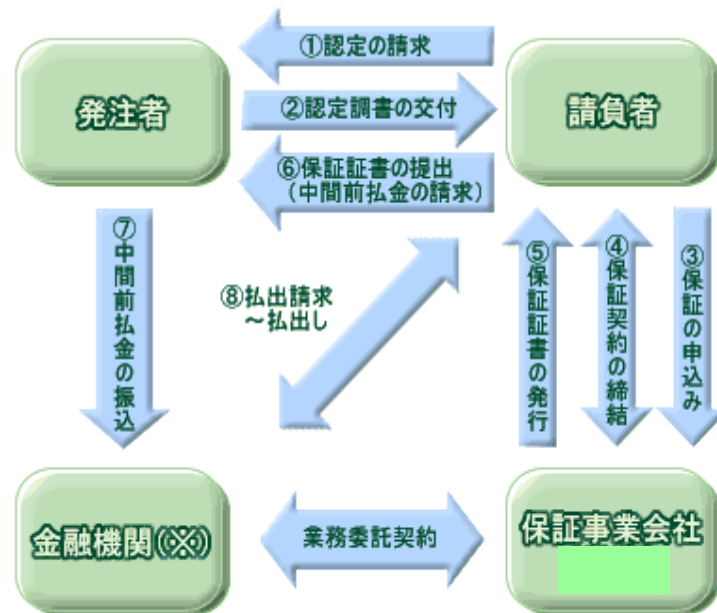 ①認定の請求
発注者
②認定調書の交付
請負者
⑥保証証書の提出
(中間前払金の請求)
⑦中間前払金の振込
⑧払出請求
～払出し
⑤保証証書の発行
④保証契約の締結
③保証の申込み
金融機関(※)
業務委託契約
保証事業会社